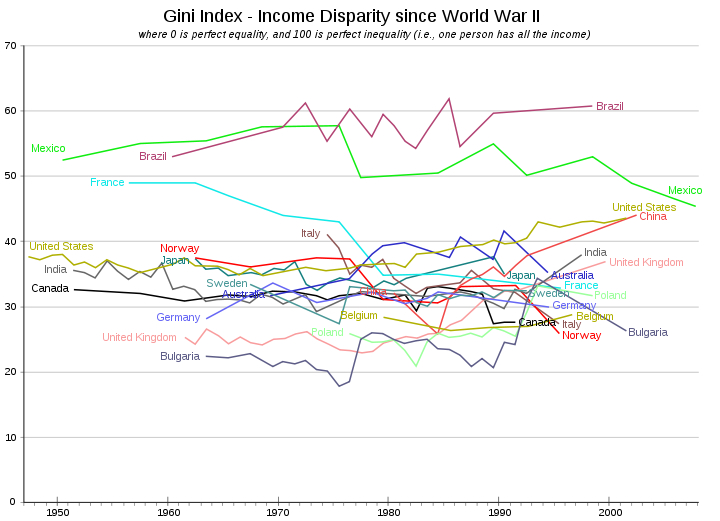 Gini Index - Income Disparity since World War II
where 0 is perfect equality, and 100 is perfect inequality (i.e., one person has all the income)
70
60
Brazil
Mexico
Brazil
50
France
Mexico
United States
China
40
Italy
United States
Norway
India
Japan
United Kingdom
India
Japan
Australia
Sweden
France
Canada
Australia
China
Sweden
Poland
30
Germany
Germany
Belgium
Belgium
Canada
Italy
Poland
Bulgaria
United Kingdom
Norway
Bulgaria
20
10
0
1950 1960 1970 1980 1990 2000